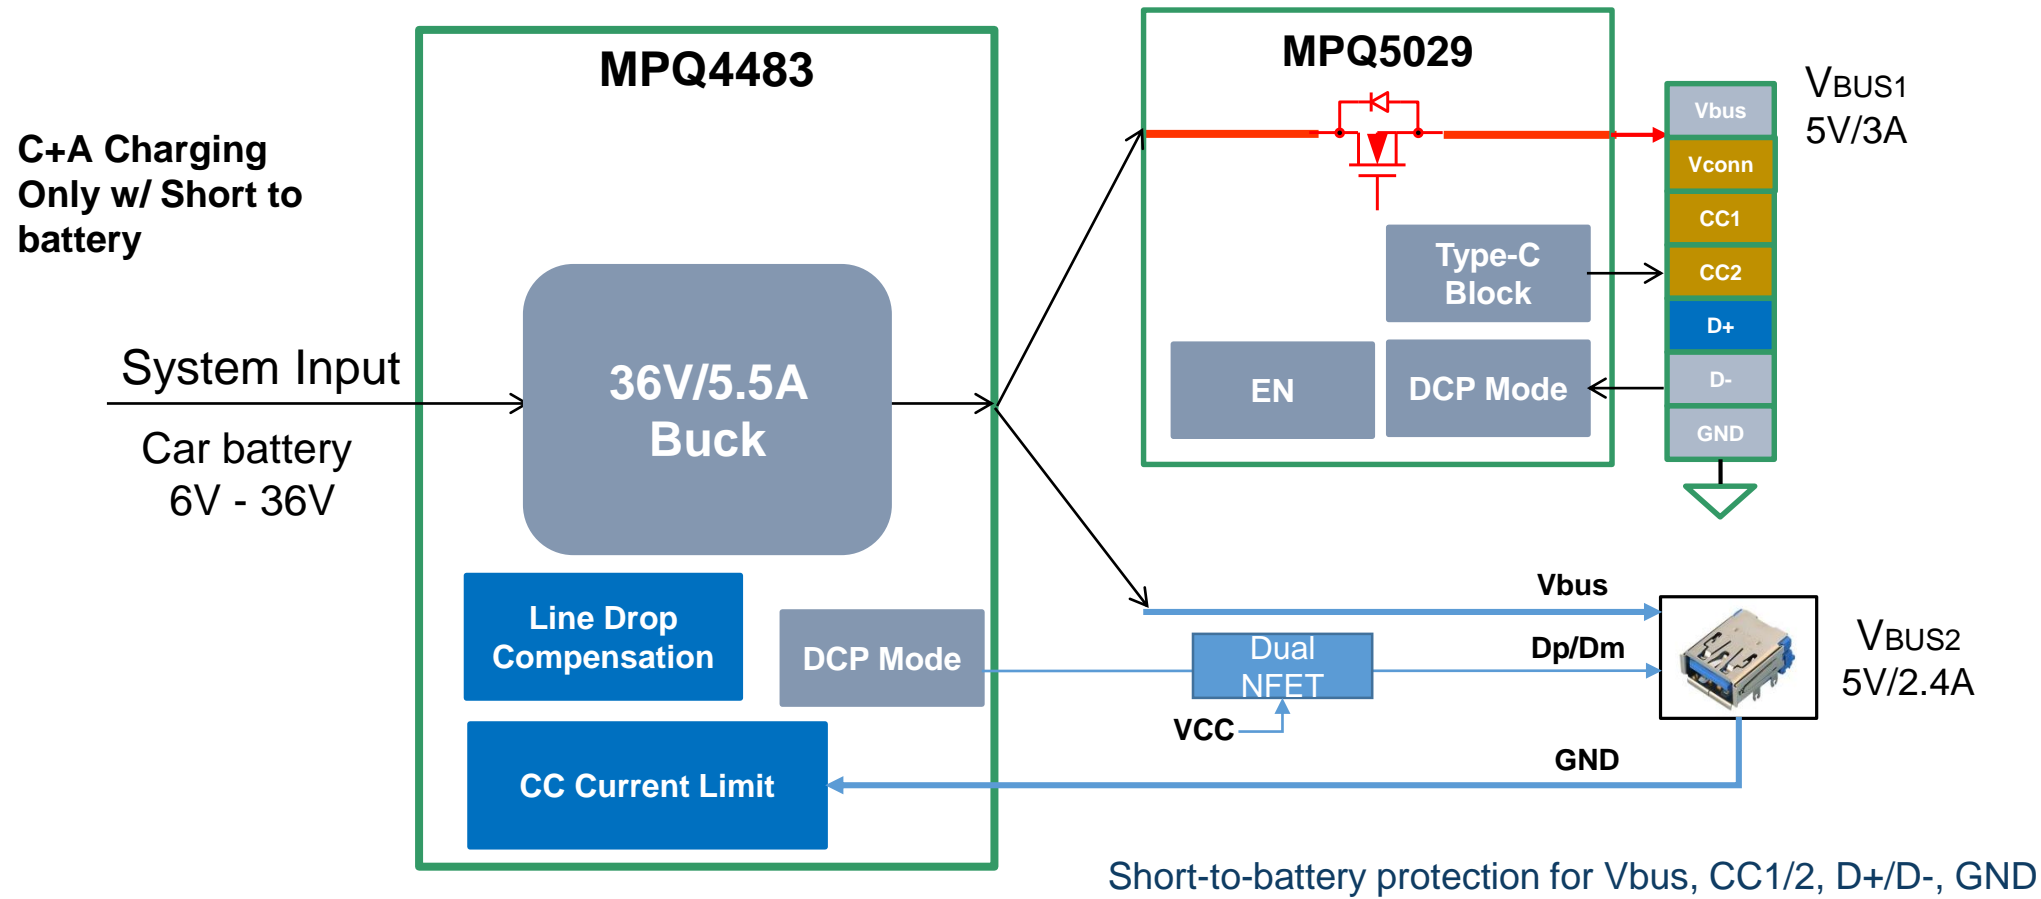 MPQ4483
MPQ5029
C+A Charging
Only w/ Short to
battery
System Input
Car battery
6V - 36V
36V/5.5A
Buck
Line Drop
Compensation
DCP Mode
CC Current Limit
Type-C
Block
EN
DCP Mode
Vbus
Vconn
CC1
CC2
D+
D-
GND
VBUS1
5V/3A
Vbus
Dual
NFET
Dp/Dm
VCC
GND
VBUS2
5V/2.4A
Short-to-battery protection for Vbus, CC1/2, D+/D-, GND